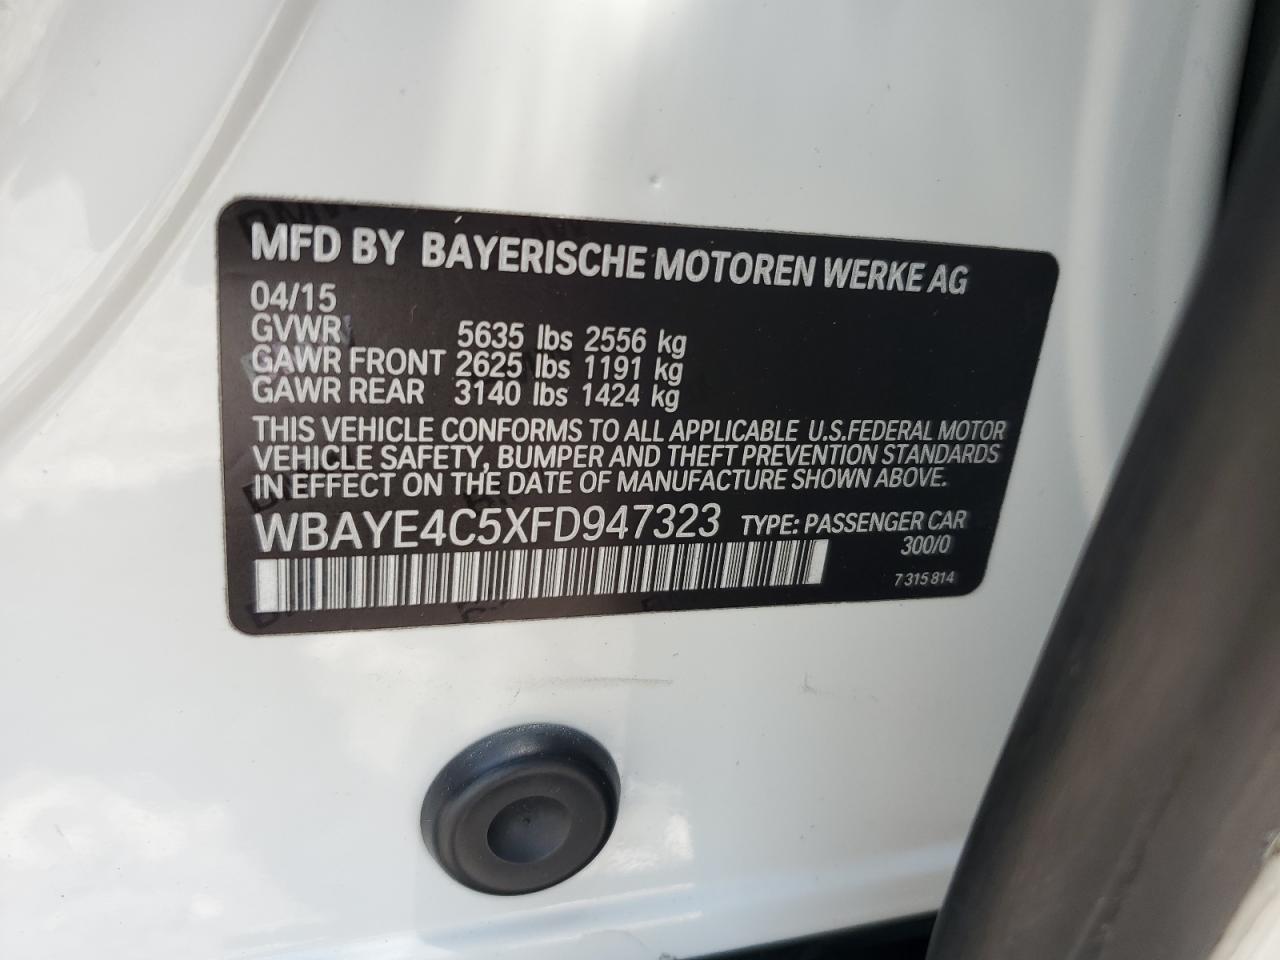 MFD BY BAYERISCHE MOTOREN WERKE AG
04/15
GVWR 5635 lbs 2556 kg
GAWR FRONT 2625 lbs 1191 kg
GAWR REAR 3140 lbs 1424 kg
THIS VEHICLE CONFORMS TO ALL APPLICABLE U.S.FEDERAL MOTOR
VEHICLE SAFETY, BUMPER AND THEFT PREVENTION STANDARDS
IN EFFECT ON THE DATE OF MANUFACTURE SHOWN ABOVE.
WBAYE4C5XFD947323 TYPE: PASSENGER CAR
300/0
7 315 814